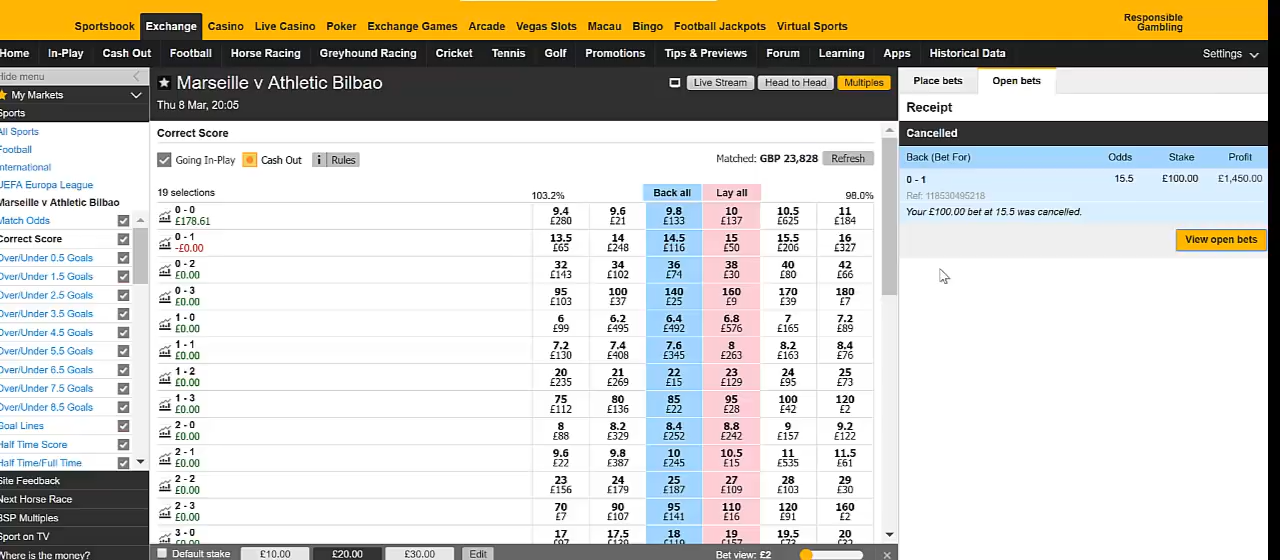 Sportsbook Exchange Casino Live Casino Poker Exchange Games Arcade Vegas Slots Macau Bingo Football Jackpots Virtual Sports
Responsible
Gambling
Home In-Play Cash Out Football Horse Racing Greyhound Racing Cricket Tennis Golf Promotions Tips & Previews Forum Learning Apps Historical Data Settings
Hide menu
My Markets
Sports
All Sports
Football
International
UEFA Europa League
Marseille v Athletic Bilbao
Match Odds
Correct Score
Over/Under 0.5 Goals
Over/Under 1.5 Goals
Over/Under 2.5 Goals
Over/Under 3.5 Goals
Over/Under 4.5 Goals
Over/Under 5.5 Goals
Over/Under 6.5 Goals
Over/Under 7.5 Goals
Over/Under 8.5 Goals
Goal Lines
Half Time Score
Half Time/Full Time
Site Feedback
Next Horse Race
BSP Multiples
Sport on TV
Where is the money?
Marseille v Athletic Bilbao
Live Stream Head to Head Multiples
Thu 8 Mar, 20:05
Correct Score
Going In-Play Cash Out i Rules Matched: GBP 23,828 Refresh
19 selections 103.2% Back all Lay all 98.0%
0 - 0 9.4 9.6 9.8 10 10.5 11
£178.61 £280 £21 £133 £137 £625 £184
0 - 1 13.5 14 14.5 15 15.5 16
-£0.00 £65 £248 £116 £50 £206 £327
0 - 2 32 34 36 38 40 42
£0.00 £143 £102 £74 £30 £80 £66
0 - 3 95 100 140 160 170 180
£0.00 £103 £37 £25 £9 £39 £7
1 - 0 6 6.2 6.4 6.8 7 7.2
£0.00 £99 £495 £492 £576 £165 £89
1 - 1 7.2 7.4 7.6 8 8.2 8.4
£0.00 £130 £408 £345 £263 £163 £76
1 - 2 20 21 22 23 24 25
£0.00 £235 £269 £15 £129 £95 £73
1 - 3 75 80 85 95 100 120
£0.00 £112 £136 £22 £28 £42 £2
2 - 0 8 8.2 8.4 8.8 9 9.2
£0.00 £88 £329 £252 £242 £157 £122
2 - 1 9.6 9.8 10 10.5 11 11.5
£0.00 £22 £387 £245 £15 £535 £61
2 - 2 23 24 25 27 28 29
£0.00 £156 £179 £187 £109 £103 £30
2 - 3 70 90 95 110 120 160
£0.00 £7 £107 £141 £16 £91 £2
3 - 0 17 17.5 18 19 19.5 20
Default stake £10.00 £20.00 £30.00 Edit Bet view: £2
Place bets Open bets
Receipt
Cancelled
Back (Bet For) Odds Stake Profit
0 - 1 15.5 £100.00 £1,450.00
Ref: 118530495218
Your £100.00 bet at 15.5 was cancelled.
View open bets